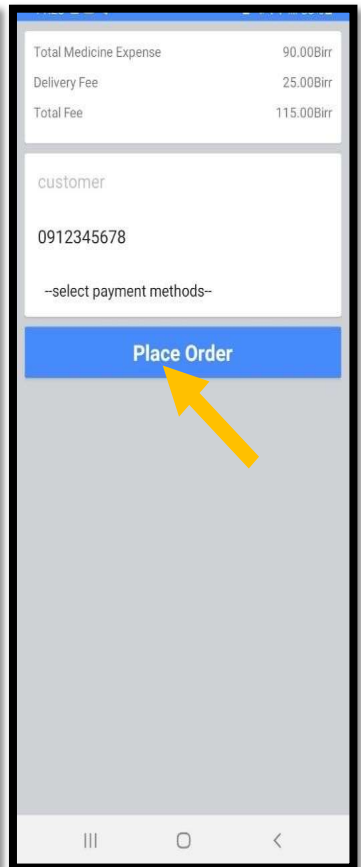 Total Medicine Expense 90.00Birr
Delivery Fee 25.00Birr
Total Fee 115.00Birr
customer
0912345678
--select payment methods--
Place Order